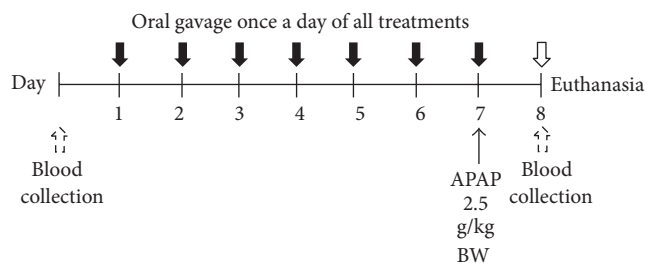 Oral gavage once a day of all treatments
Day
Euthanasia
1 2 3 4 5 6 7 8
Blood
collection
APAP
2.5
g/kg
BW
Blood
collection